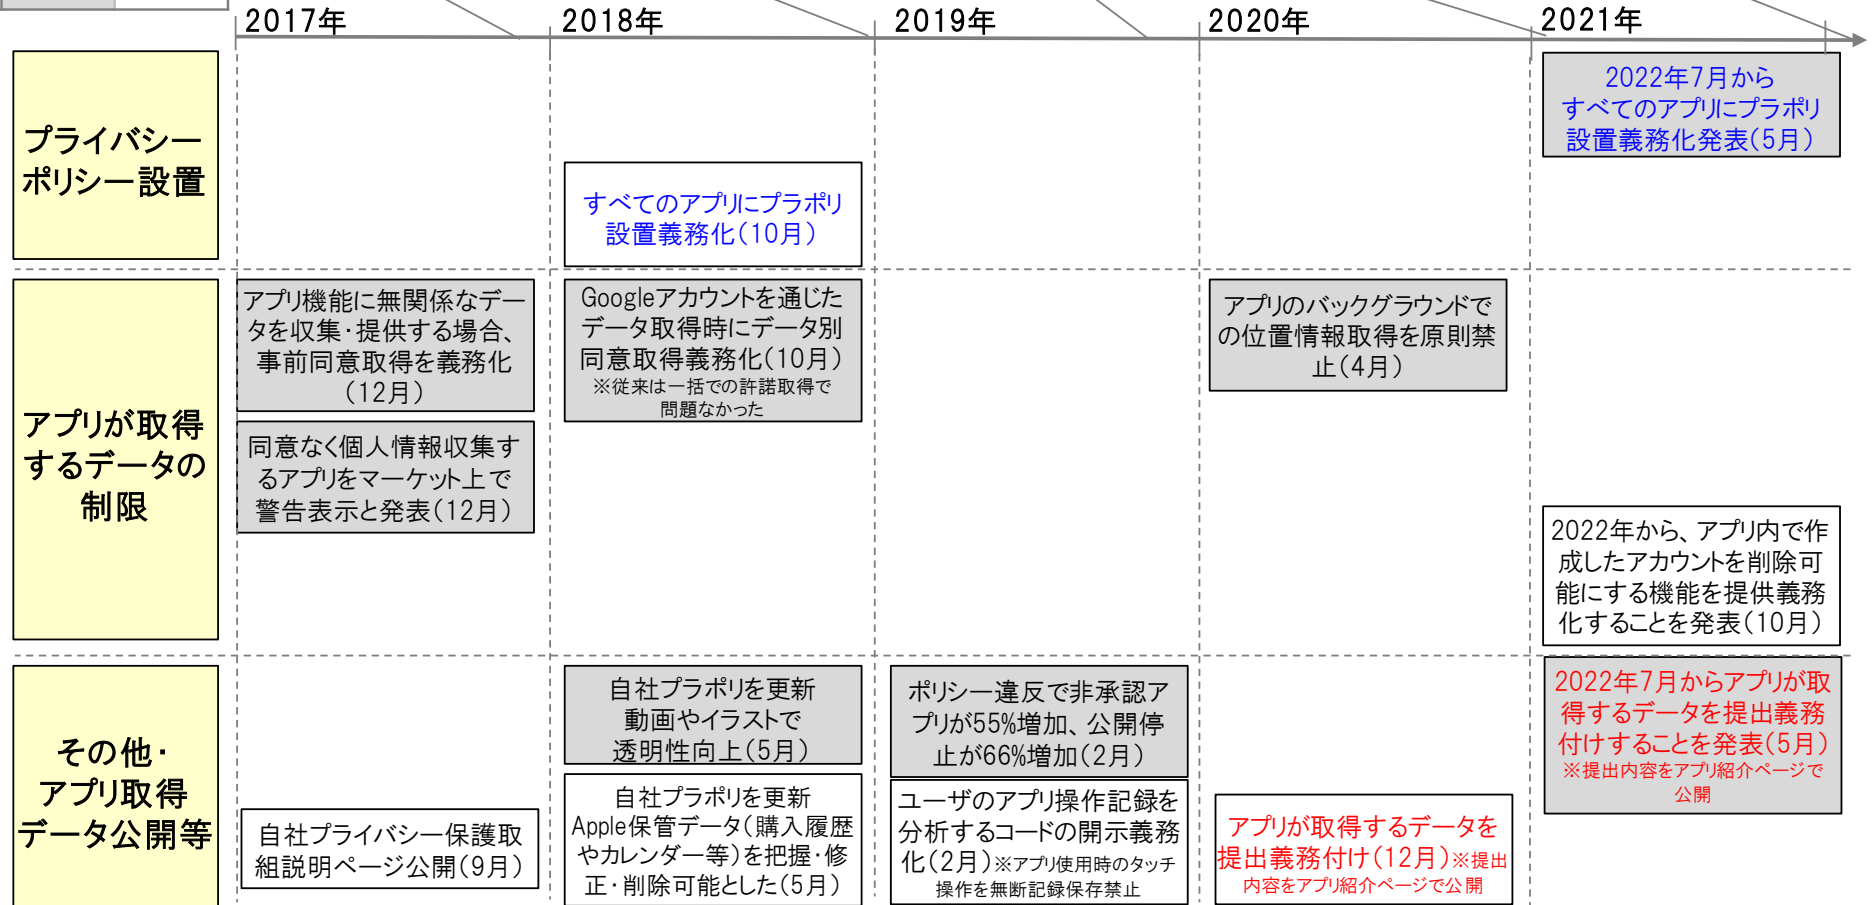 2017年
2018年
2019年
2020年
2021年
プライバシー
ポリシー設置
すべてのアプリにプラポリ
設置義務化(10月)
2022年7月から
すべてのアプリにプラポリ
設置義務化発表(5月)
アプリが取得
するデータの
制限
アプリ機能に無関係なデー
タを収集・提供する場合、
事前同意取得を義務化
(12月)
同意なく個人情報収集す
るアプリをマーケット上で
警告表示と発表(12月)
Googleアカウントを通じた
データ取得時にデータ別
同意取得義務化(10月)
※従来は一括での許諾取得で
問題なかった
アプリのバックグラウンドで
の位置情報取得を原則禁
止(4月)
2022年から、アプリ内で作
成したアカウントを削除可
能にする機能を提供義務
化することを発表(10月)
その他・
アプリ取得
データ公開等
自社プライバシー保護取
組説明ページ公開(9月)
自社プラポリを更新
動画やイラストで
透明性向上(5月)
自社プラポリを更新
Apple保管データ(購入履歴
やカレンダー等)を把握・修
正・削除可能とした(5月)
ポリシー違反で非承認ア
プリが55%増加、公開停
止が66%増加(2月)
ユーザのアプリ操作記録を
分析するコードの開示義務
化(2月)※アプリ使用時のタッチ
操作を無断記録保存禁止
アプリが取得するデータを
提出義務付け(12月)※提出
内容をアプリ紹介ページで公開
2022年7月からアプリが取
得するデータを提出義務
付けすることを発表(5月)
※提出内容をアプリ紹介ページで
公開